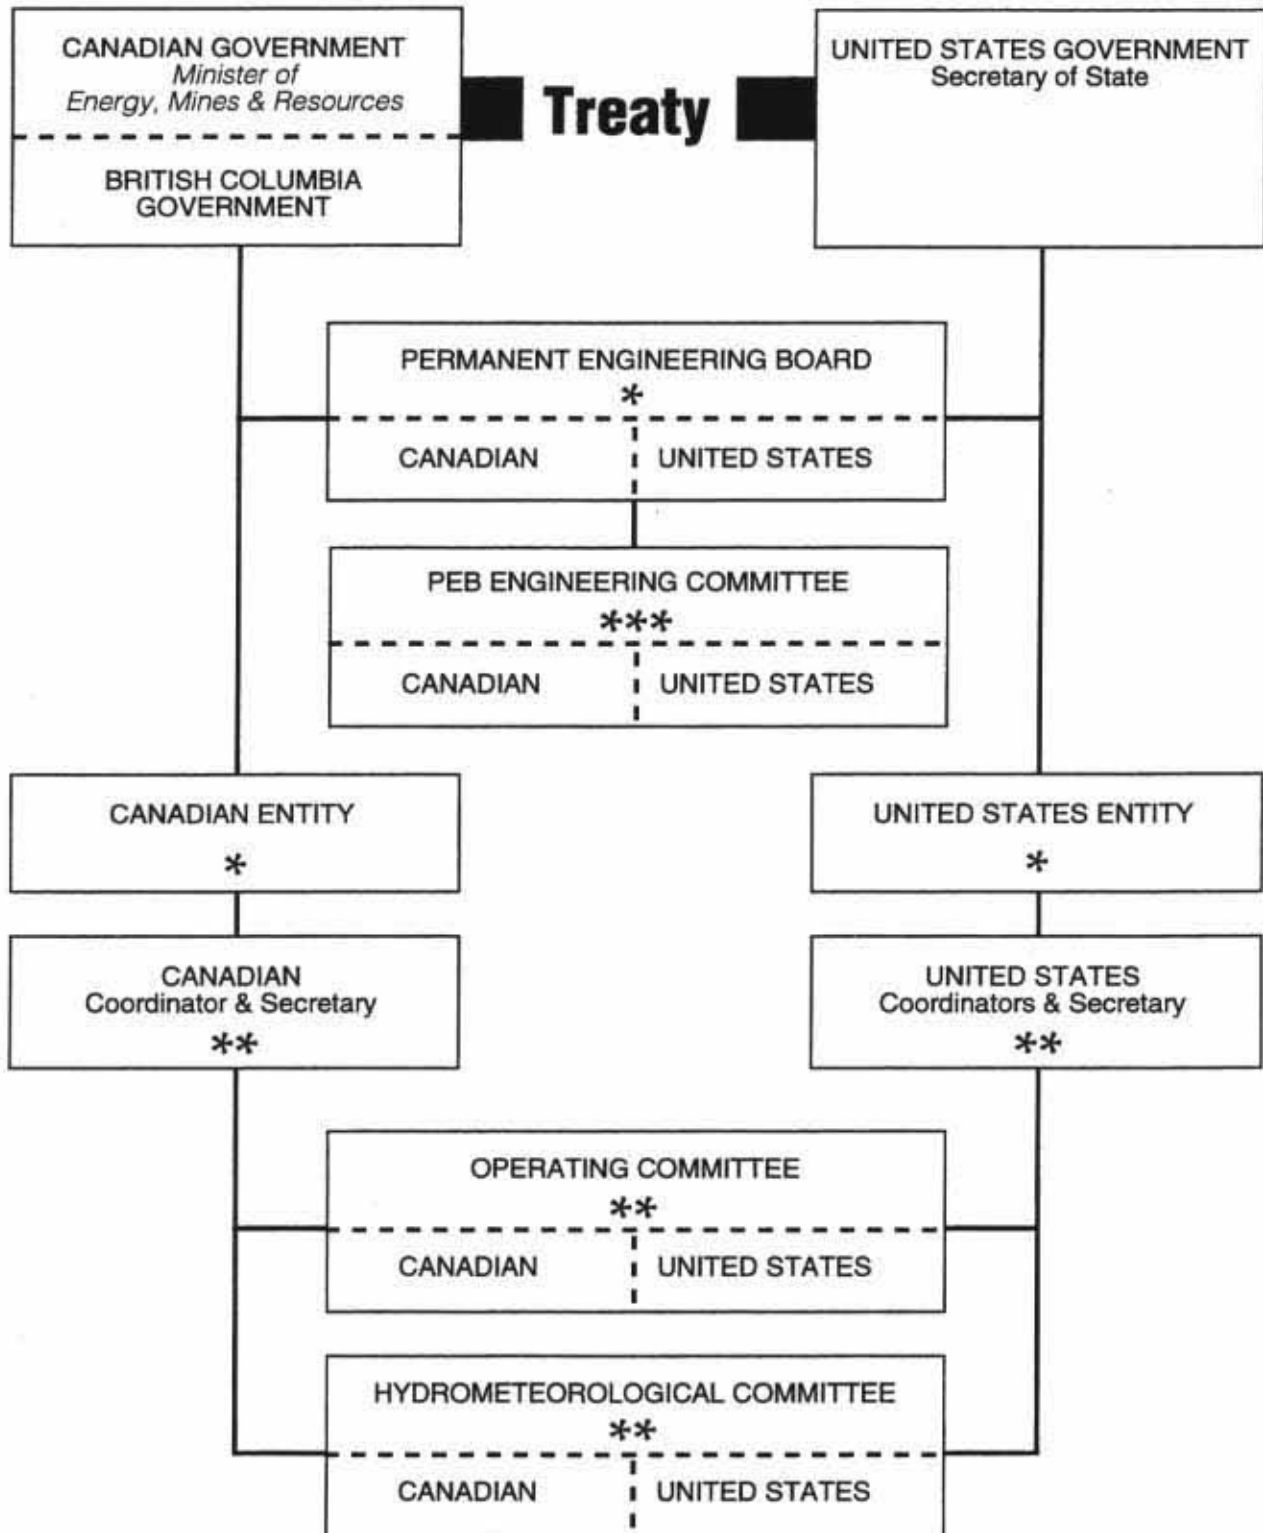 CANADIAN GOVERNMENT
Minister of
Energy, Mines & Resources
BRITISH COLUMBIA
GOVERNMENT
Treaty
UNITED STATES GOVERNMENT
Secretary of State
PERMANENT ENGINEERING BOARD
*
CANADIAN
UNITED STATES
PEB ENGINEERING COMMITTEE
***
CANADIAN
UNITED STATES
CANADIAN ENTITY
*
UNITED STATES ENTITY
*
CANADIAN
Coordinator & Secretary
**
UNITED STATES
Coordinators & Secretary
**
OPERATING COMMITTEE
**
CANADIAN
UNITED STATES
HYDROMETEOROLOGICAL COMMITTEE
**
CANADIAN
UNITED STATES